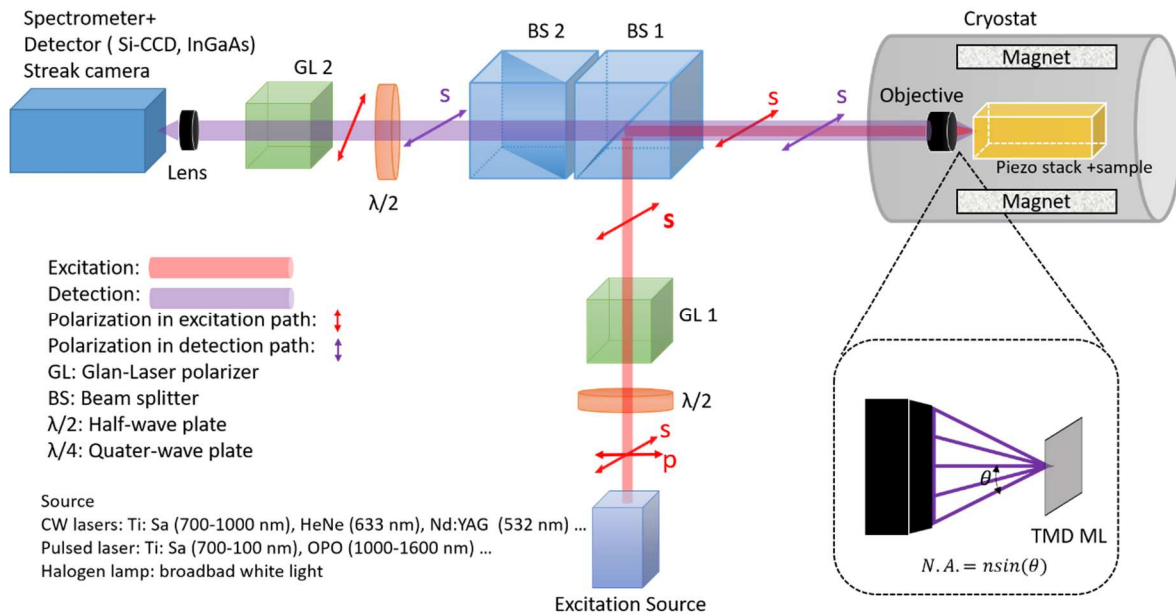 Spectrometer+
Detector ( Si-CCD, InGaAs)
Streak camera
GL 2
BS 2
BS 1
Cryostat
Magnet
Objective
Lens
λ/2
s
s
s
Piezo stack +sample
Magnet
s
GL 1
λ/2
s
p
Excitation Source
Excitation:
Detection:
Polarization in excitation path:
Polarization in detection path:
GL: Glan-Laser polarizer
BS: Beam splitter
λ/2: Half-wave plate
λ/4: Quater-wave plate
Source
CW lasers: Ti: Sa (700-1000 nm), HeNe (633 nm), Nd:YAG (532 nm) ...
Pulsed laser: Ti: Sa (700-100 nm), OPO (1000-1600 nm) ...
Halogen lamp: broadbad white light
θ
TMD ML
N.A.= nsin(θ)